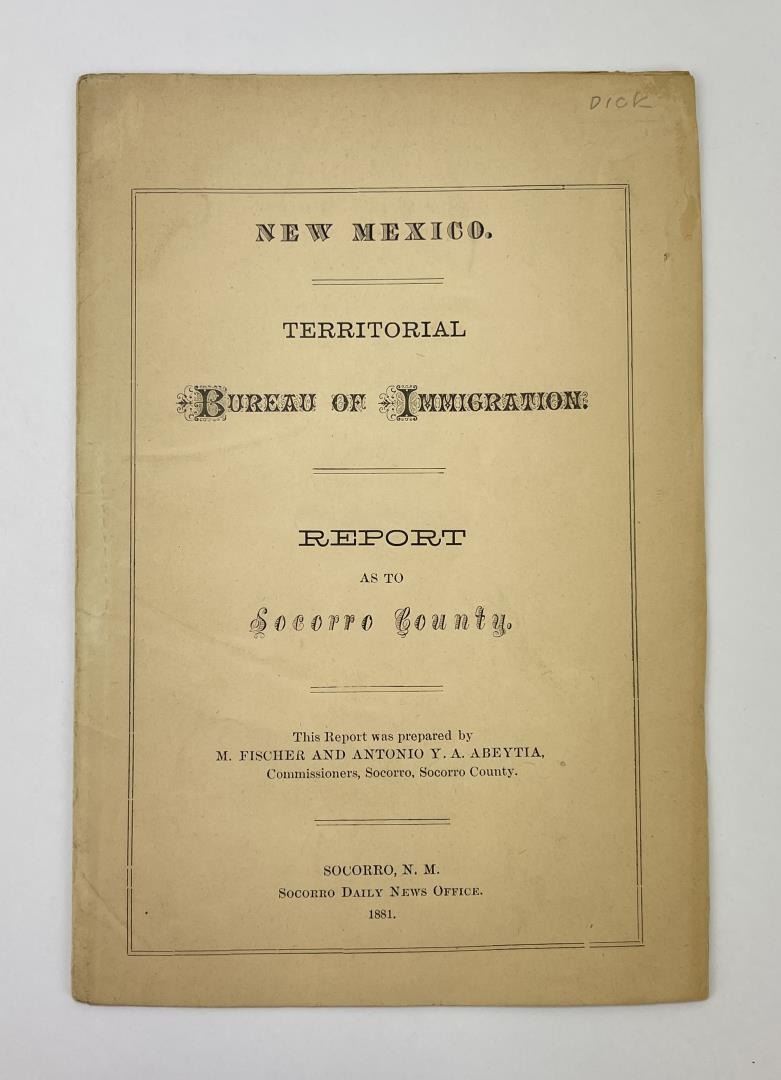 DICK
NEW MEXICO.
TERRITORIAL
BUREAU OF IMMIGRATION.
REPORT
AS TO
Socorro County.
This Report was prepared by
M. FISCHER AND ANTONIO Y. A. ABEYTIA,
Commissioners, Socorro, Socorro County.
SOCORRO, N. M.
SOCORRO DAILY NEWS OFFICE.
1881.